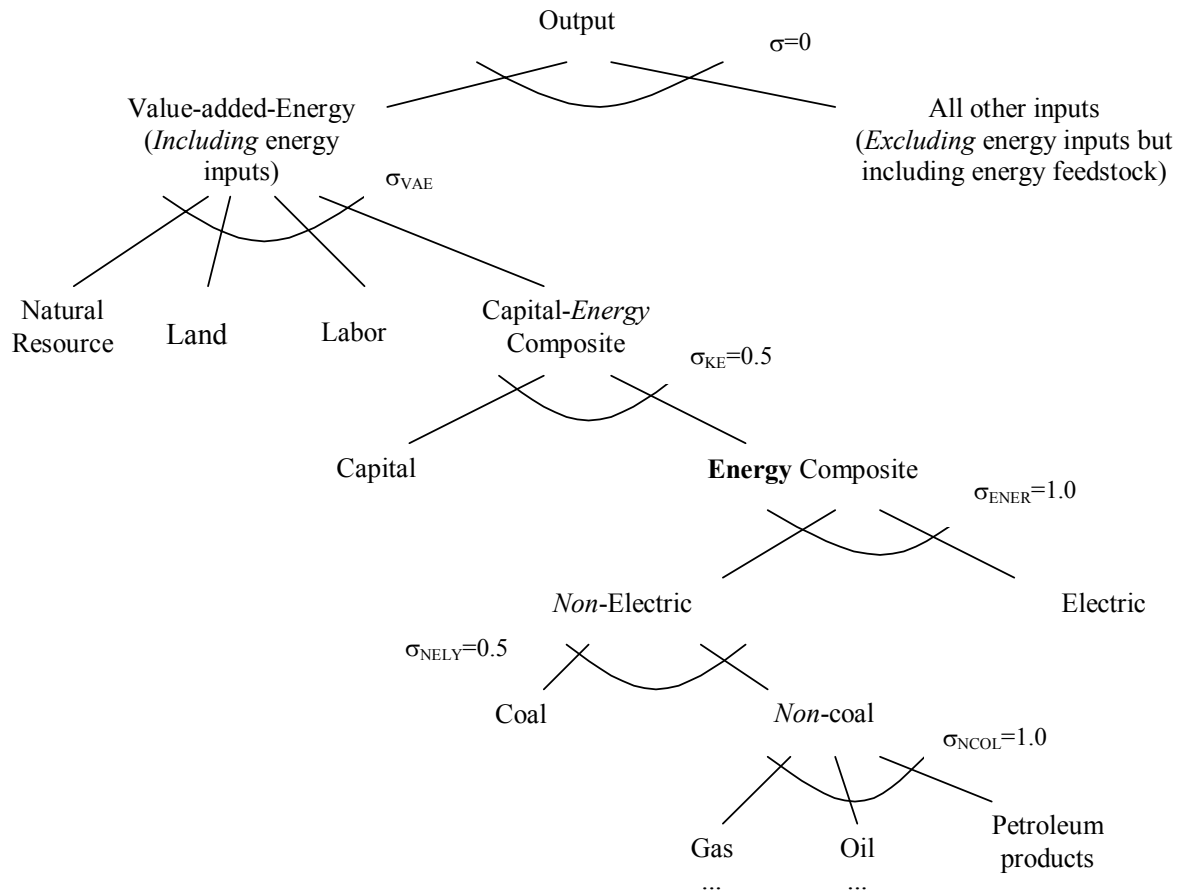 Output
σ=0
Value-added-Energy
(Including energy
inputs)
All other inputs
(Excluding energy inputs but
including energy feedstock)
σVAE
Natural
Resource
Land
Labor
Capital-Energy
Composite
σKE=0.5
Capital
Energy Composite
σENER=1.0
Non-Electric
Electric
σNELY=0.5
Coal
Non-coal
σNCOL=1.0
Gas
Oil
Petroleum
products
...
...